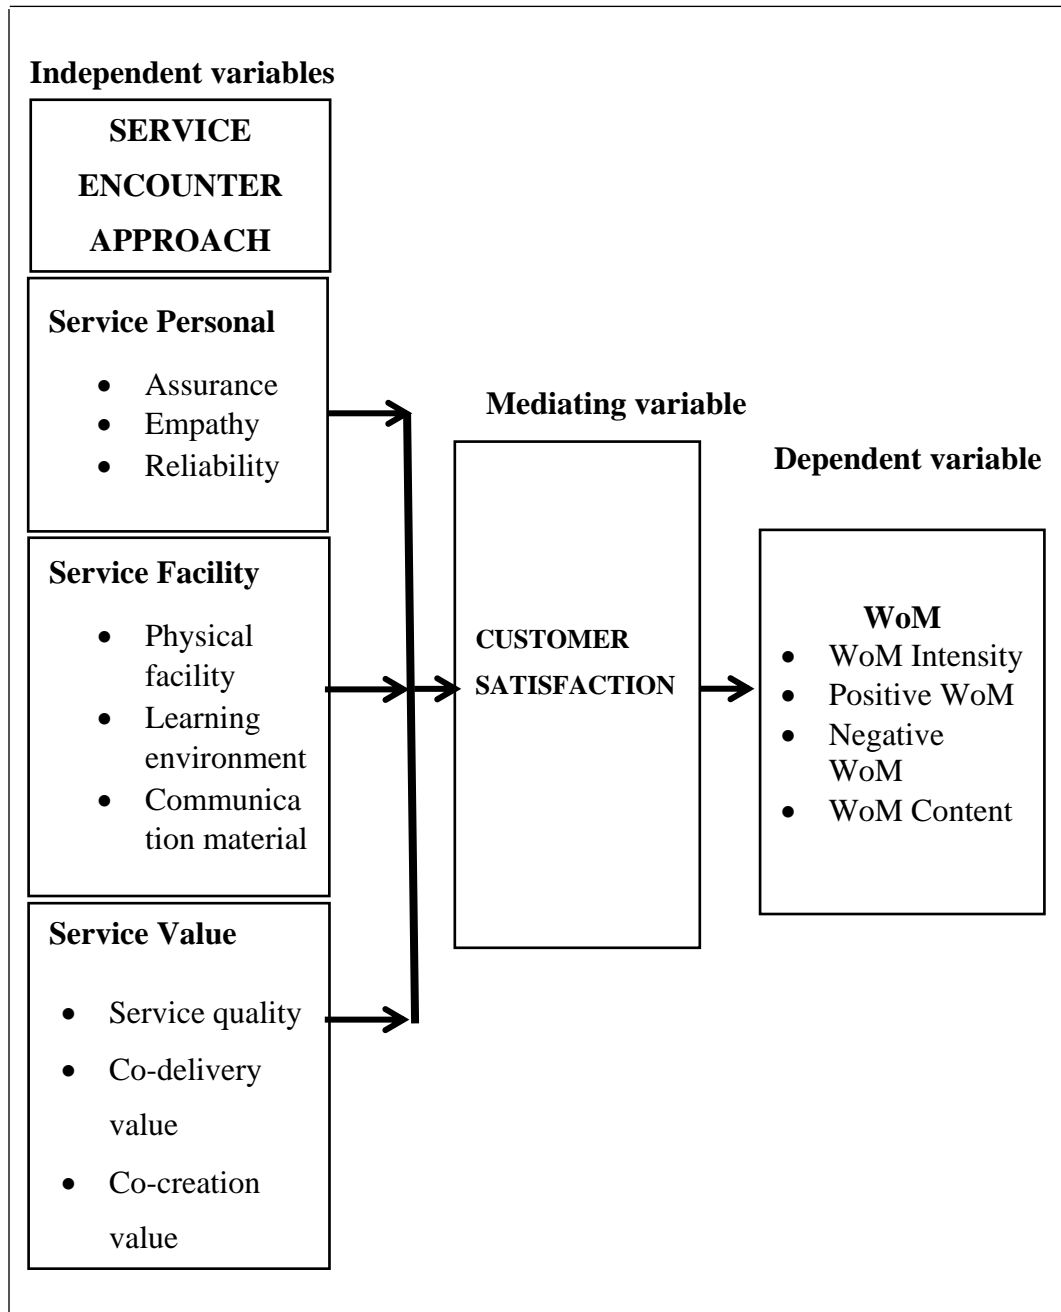 Independent variables
SERVICE
ENCOUNTER
APPROACH
Service Personal
• Assurance
• Empathy
• Reliability
Service Facility
• Physical
facility
• Learning
environment
• Communica
tion material
Service Value
• Service quality
• Co-delivery
value
• Co-creation
value
Mediating variable
CUSTOMER
SATISFACTION
Dependent variable
WoM
• WoM Intensity
• Positive WoM
• Negative
WoM
• WoM Content